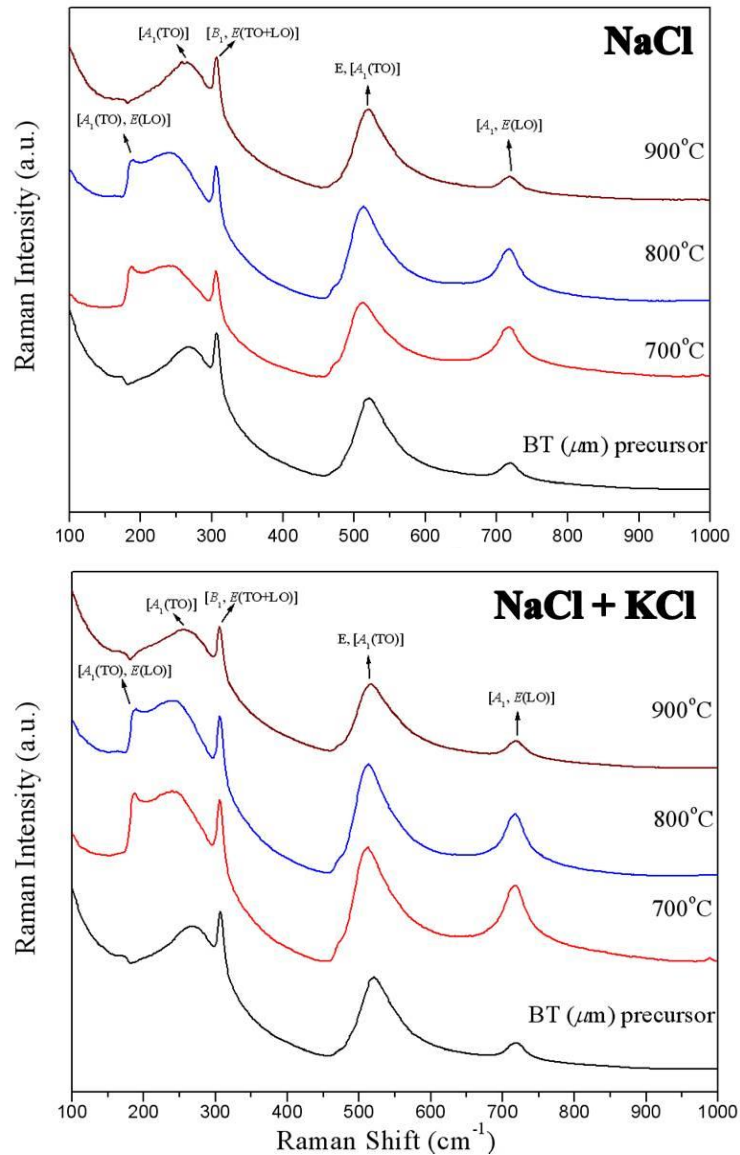 NaCl
[A₁(TO)]
[B₁, E(TO+LO)]
E, [A₁(TO)]
[A₁(TO), E(LO)]
[A₁, E(LO)]
900°C
800°C
700°C
BT (μm) precursor
Raman Intensity (a.u.)
100 200 300 400 500 600 700 800 900 1000
NaCl + KCl
[A₁(TO)]
[B₁, E(TO+LO)]
E, [A₁(TO)]
[A₁(TO), E(LO)]
[A₁, E(LO)]
900°C
800°C
700°C
BT (μm) precursor
Raman Intensity (a.u.)
100 200 300 400 500 600 700 800 900 1000
Raman Shift (cm⁻¹)